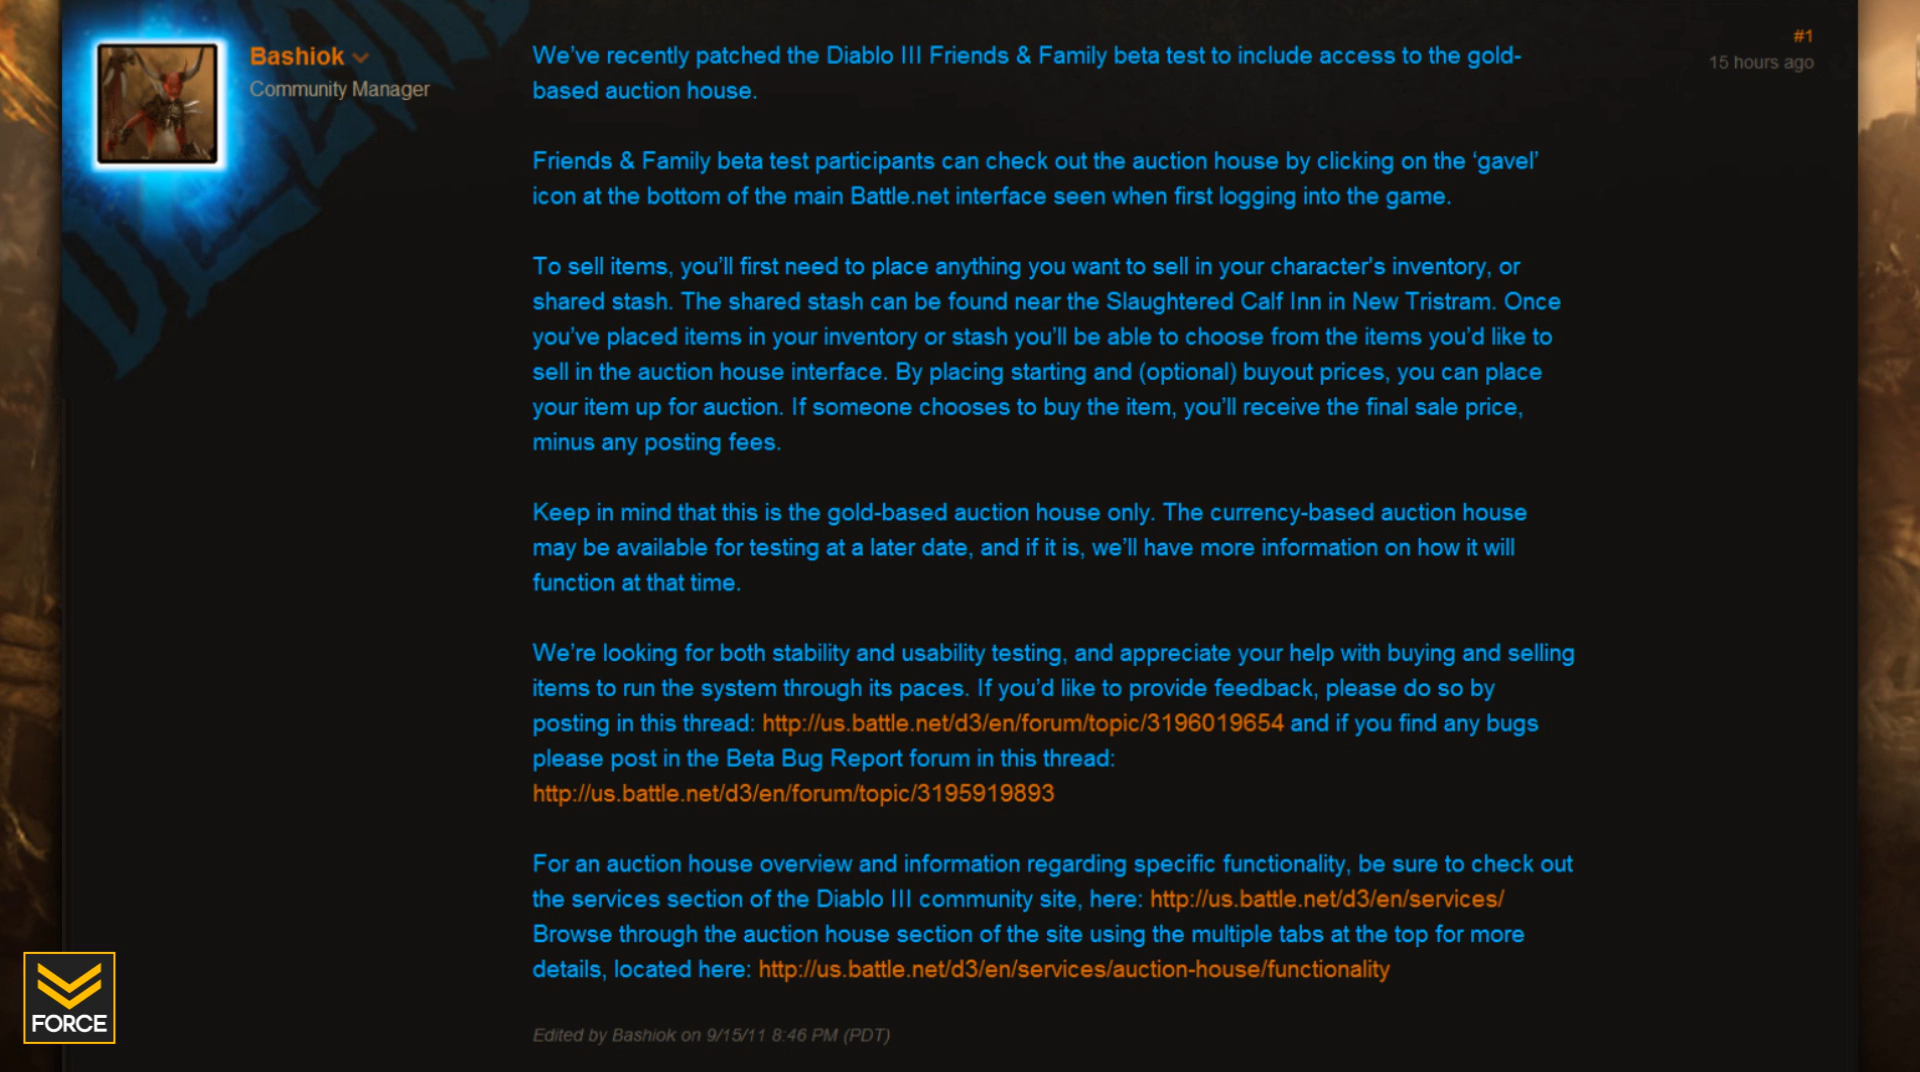 Bashiok
Community Manager
#1
15 hours ago
We've recently patched the Diablo III Friends & Family beta test to include access to the gold-
based auction house.
Friends & Family beta test participants can check out the auction house by clicking on the ‘gavel’
icon at the bottom of the main Battle.net interface seen when first logging into the game.
To sell items, you’ll first need to place anything you want to sell in your character's inventory, or
shared stash. The shared stash can be found near the Slaughtered Calf Inn in New Tristram. Once
you’ve placed items in your inventory or stash you’ll be able to choose from the items you’d like to
sell in the auction house interface. By placing starting and (optional) buyout prices, you can place
your item up for auction. If someone chooses to buy the item, you’ll receive the final sale price,
minus any posting fees.
Keep in mind that this is the gold-based auction house only. The currency-based auction house
may be available for testing at a later date, and if it is, we’ll have more information on how it will
function at that time.
We’re looking for both stability and usability testing, and appreciate your help with buying and selling
items to run the system through its paces. If you’d like to provide feedback, please do so by
posting in this thread: http://us.battle.net/d3/en/forum/topic/3196019654 and if you find any bugs
please post in the Beta Bug Report forum in this thread:
http://us.battle.net/d3/en/forum/topic/3195919893
For an auction house overview and information regarding specific functionality, be sure to check out
the services section of the Diablo III community site, here: http://us.battle.net/d3/en/services/
Browse through the auction house section of the site using the multiple tabs at the top for more
details, located here: http://us.battle.net/d3/en/services/auction-house/functionality
Edited by Bashiok on 9/15/11 8:46 PM (PDT)
FORCE